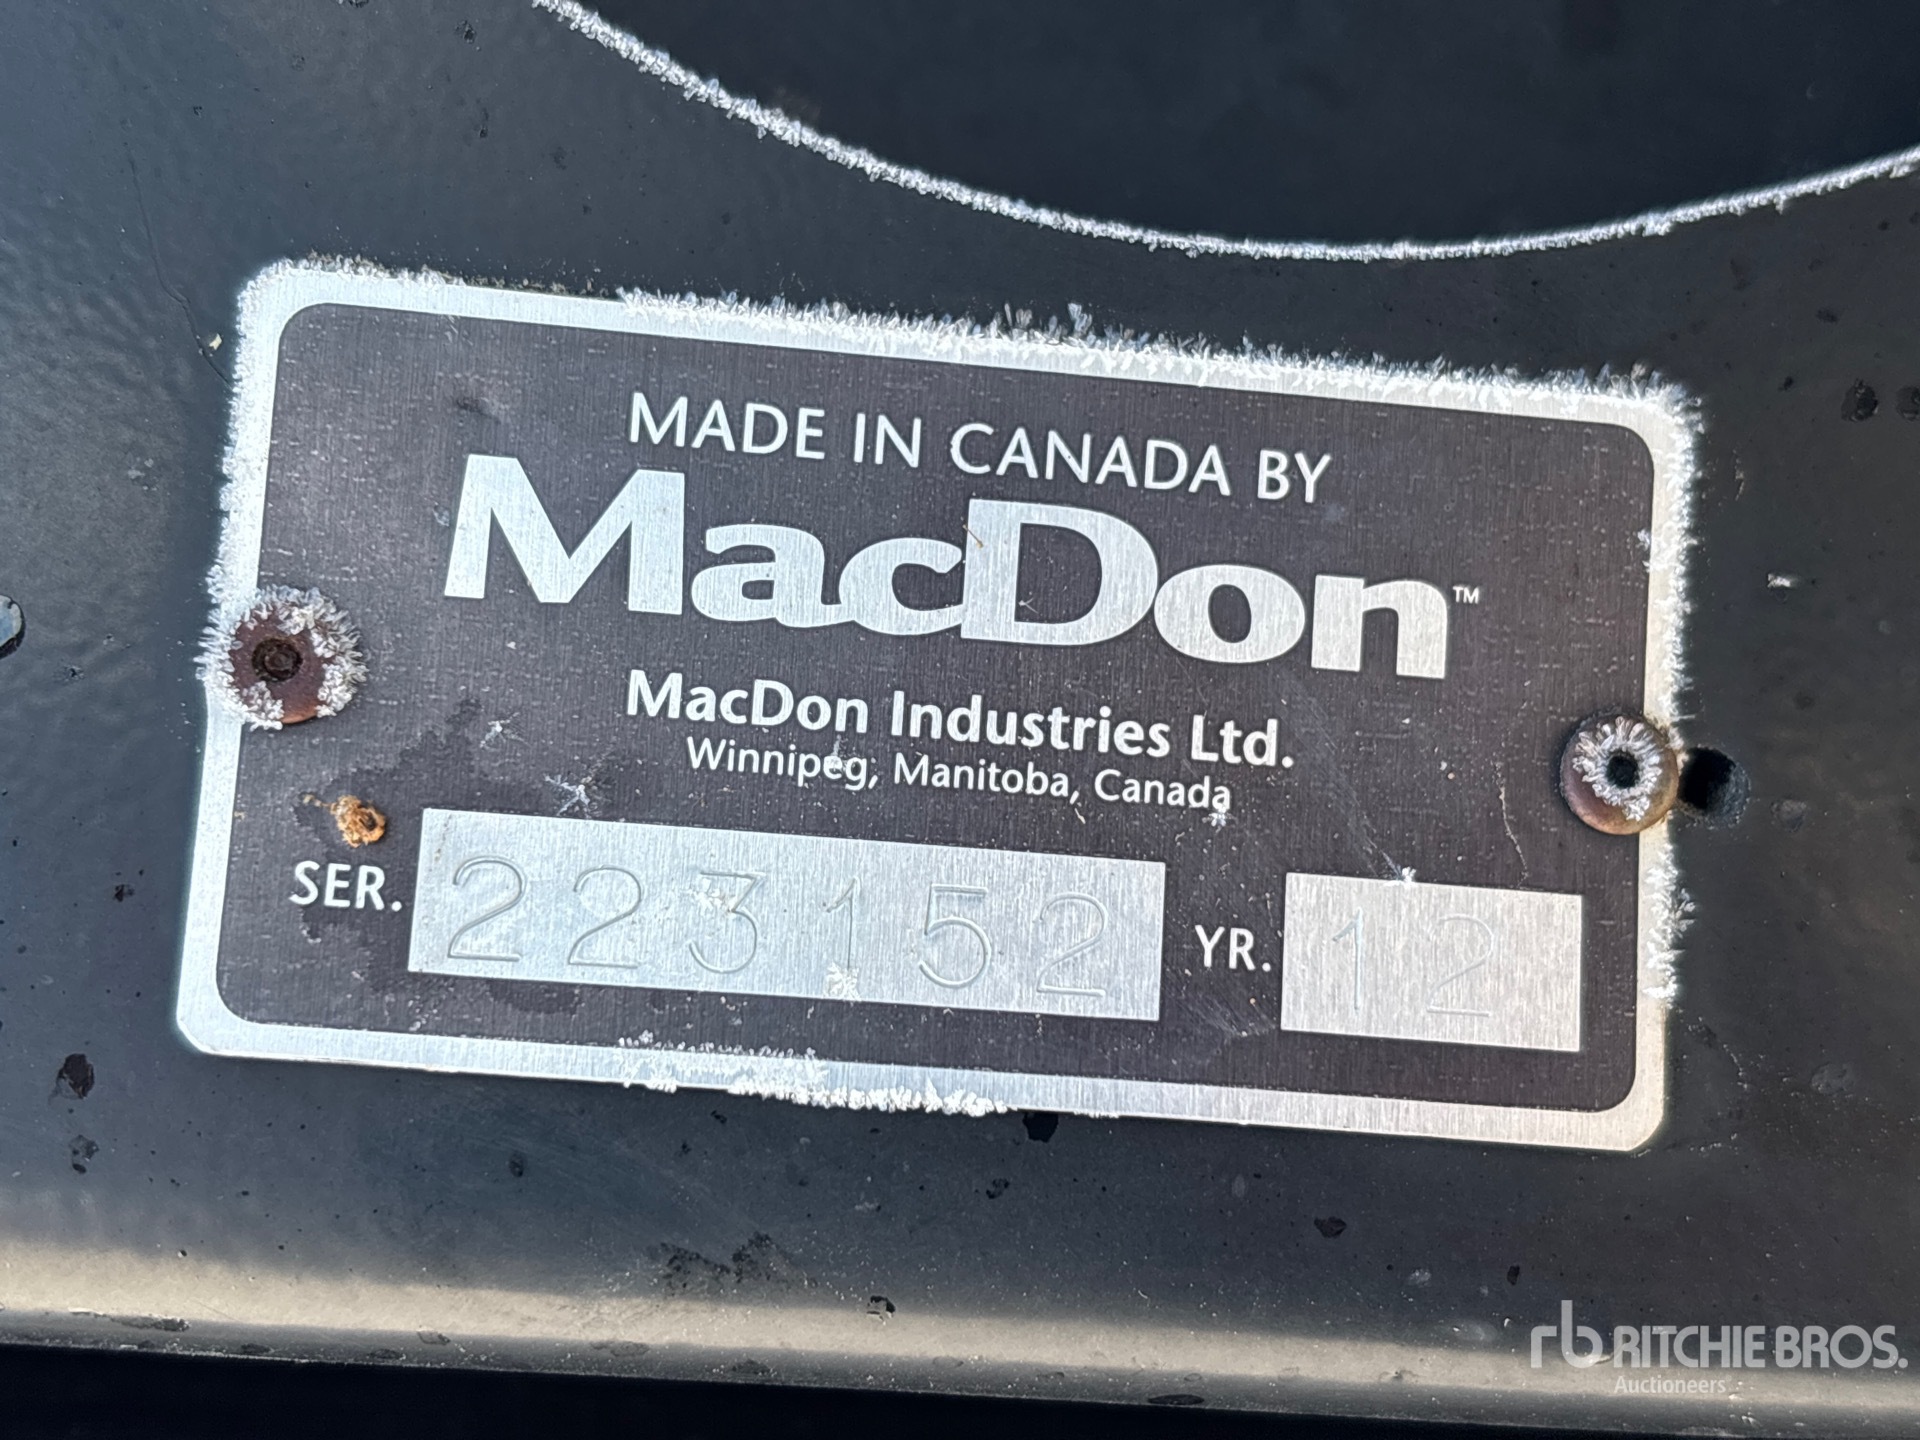 MADE IN CANADA BY
MacDon™
MacDon Industries Ltd.
Winnipeg, Manitoba, Canada
SER. 223152 YR. 12
rb RITCHIE BROS.
Auctioneers